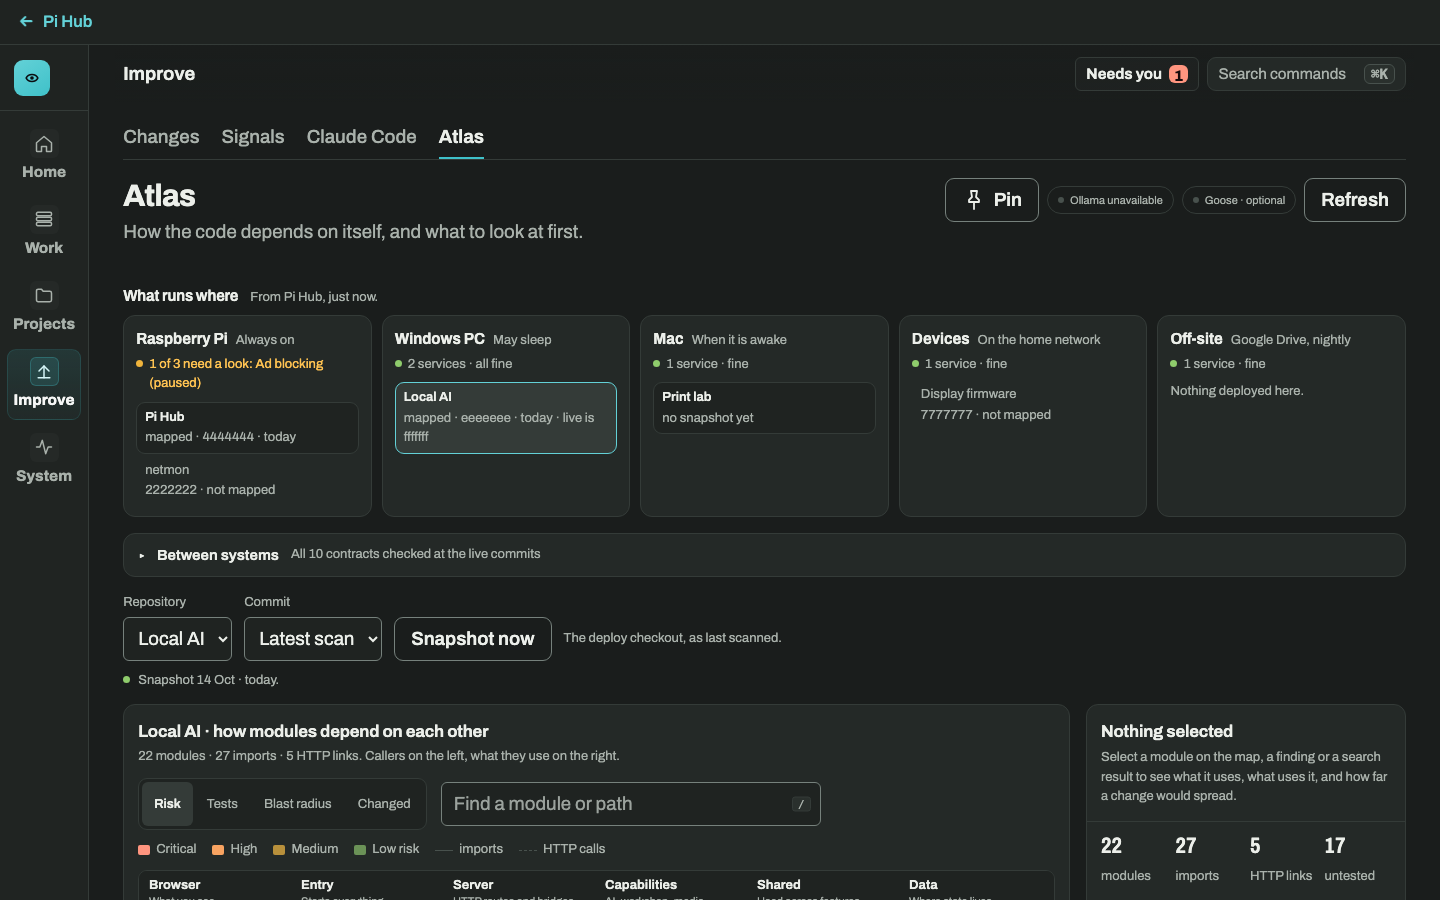 ← Pi Hub
Improve
Needs you 1
Search commands ⌘K
Home
Work
Projects
Improve
System
Changes
Signals
Claude Code
Atlas
Atlas
How the code depends on itself, and what to look at first.
Pin
Ollama unavailable
Goose · optional
Refresh
What runs where From Pi Hub, just now.
Raspberry Pi Always on
1 of 3 need a look: Ad blocking
(paused)
Pi Hub
mapped · 4444444 · today
netmon
2222222 · not mapped
Windows PC May sleep
2 services · all fine
Local AI
mapped · eeeeeee · today · live is
fffffff
Mac When it is awake
1 service · fine
Print lab
no snapshot yet
Devices On the home network
1 service · fine
Display firmware
7777777 · not mapped
Off-site Google Drive, nightly
1 service · fine
Nothing deployed here.
Between systems All 10 contracts checked at the live commits
Repository
Commit
Local AI
Latest scan
Snapshot now
The deploy checkout, as last scanned.
Snapshot 14 Oct · today.
Local AI · how modules depend on each other
22 modules · 27 imports · 5 HTTP links. Callers on the left, what they use on the right.
Risk
Tests
Blast radius
Changed
Find a module or path /
Critical
High
Medium
Low risk
imports
HTTP calls
Browser
Entry
Server
Capabilities
Shared
Data
Nothing selected
Select a module on the map, a finding or a search
result to see what it uses, what uses it, and how far
a change would spread.
22
modules
27
imports
5
HTTP links
17
untested